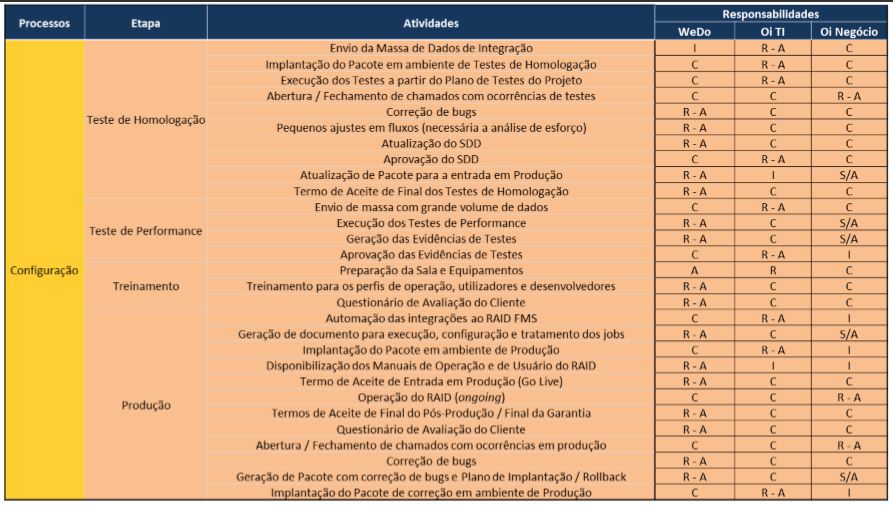 Processos Etapa Atividades Responsabilidades
WeDo Oi TI Oi Negócio
Envio da Massa de Dados de Integração I R - A C
Implantação do Pacote em ambiente de Testes de Homologação C R - A C
Execução dos Testes a partir do Plano de Testes do Projeto C R - A C
Abertura / Fechamento de chamados com ocorrências de testes C C R - A
Teste de Homologação
Correção de bugs R - A C C
Pequenos ajustes em fluxos (necessária a análise de esforço) R - A C C
Atualização do SDD R - A C C
Aprovação do SDD C R - A C
Atualização de Pacote para a entrada em Produção R - A I S/A
Termo de Aceite de Final dos Testes de Homologação R - A C C
Envio de massa com grande volume de dados C R - A C
Teste de Performance
Execução dos Testes de Performance R - A C S/A
Geração das Evidências de Testes R - A C S/A
Aprovação das Evidências de Testes C R - A I
Configuração
Preparação da Sala e Equipamentos A R C
Treinamento
Treinamento para os perfis de operação, utilizadores e desenvolvedores R - A C C
Questionário de Avaliação do Cliente R - A C C
Automação das integrações ao RAID FMS C R - A I
Geração de documento para execução, configuração e tratamento dos jobs R - A C S/A
Implantação do Pacote em ambiente de Produção C R - A I
Disponibilização dos Manuais de Operação e de Usuário do RAID R - A I I
Termo de Aceite de Entrada em Produção (Go Live) R - A C C
Produção
Operação do RAID (ongoing) C C R - A
Termos de Aceite de Final do Pós-Produção / Final da Garantia R - A C C
Questionário de Avaliação do Cliente R - A C C
Abertura / Fechamento de chamados com ocorrências em produção C C R - A
Correção de bugs R - A C C
Geração de Pacote com correção de bugs e Plano de Implantação / Rollback R - A C S/A
Implantação do Pacote de correção em ambiente de Produção C R - A I